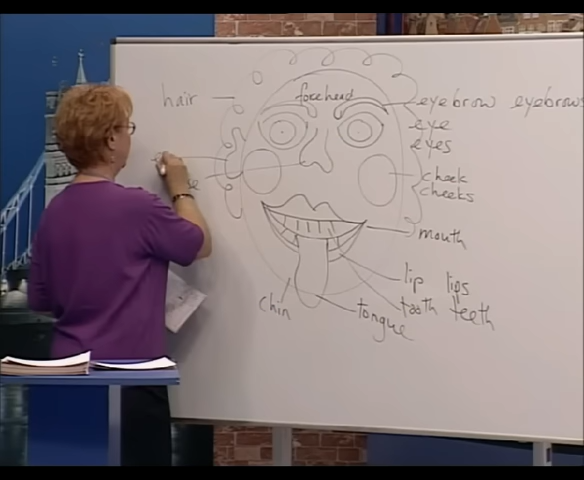 hair
forehead
eyebrow eyebrows
eye
eyes
cheek
cheeks
mouth
lip lips
tooth teeth
tongue
chin